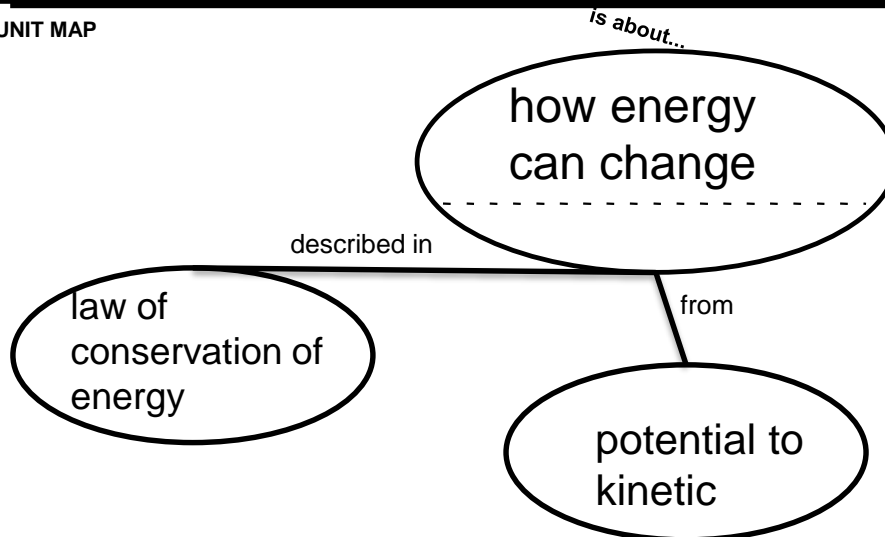 UNIT MAP
is about...
how energy
can change
described in
from
law of
conservation of
energy
potential to
kinetic